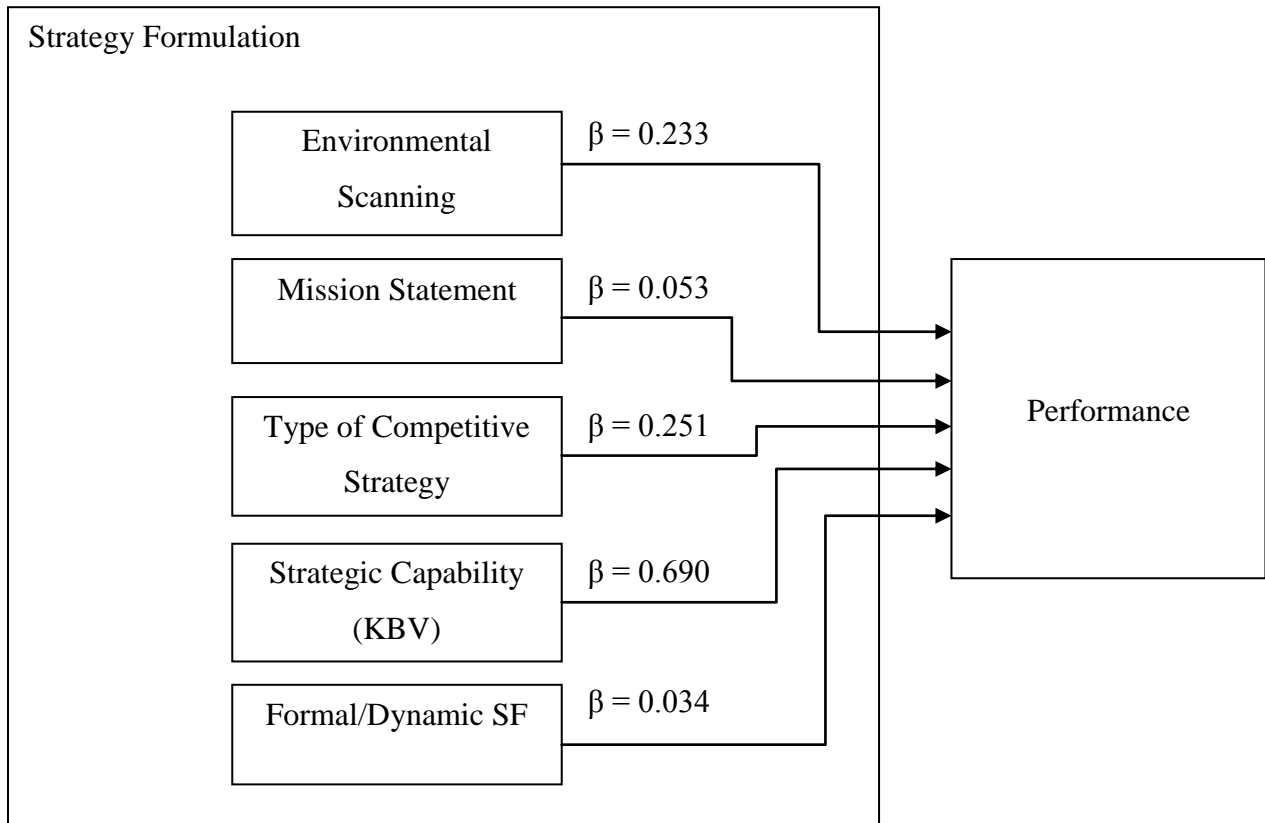 Strategy Formulation
Environmental
Scanning
β = 0.233
Mission Statement
β = 0.053
Type of Competitive
Strategy
β = 0.251
Strategic Capability
(KBV)
β = 0.690
Formal/Dynamic SF
β = 0.034
Performance